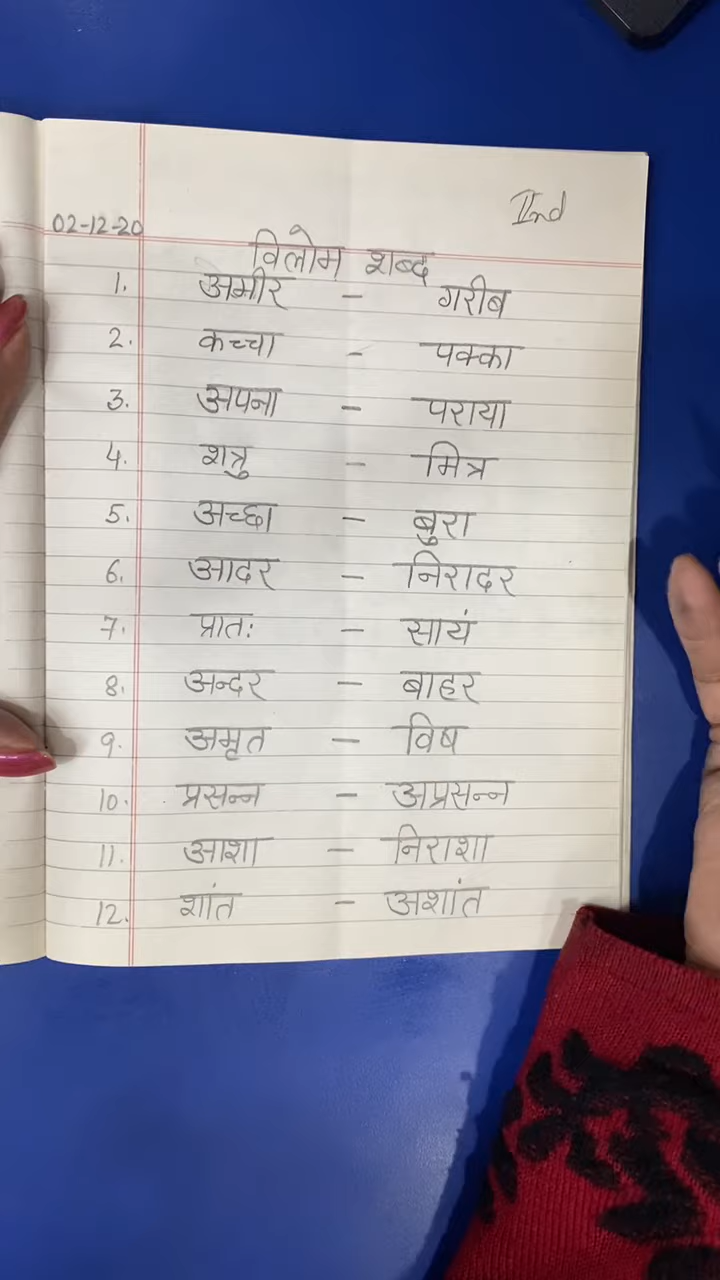 IInd
02-12-20
विलोम शब्द
1. अमीर - गरीब
2. कच्चा - पक्का
3. अपना - पराया
4. शत्रु - मित्र
5. अच्छा - बुरा
6. आदर - निरादर
7. प्रातः - सायं
8. अन्दर - बाहर
9. अमृत - विष
10. प्रसन्न - अप्रसन्न
11. आशा - निराशा
12. शांत - अशांत